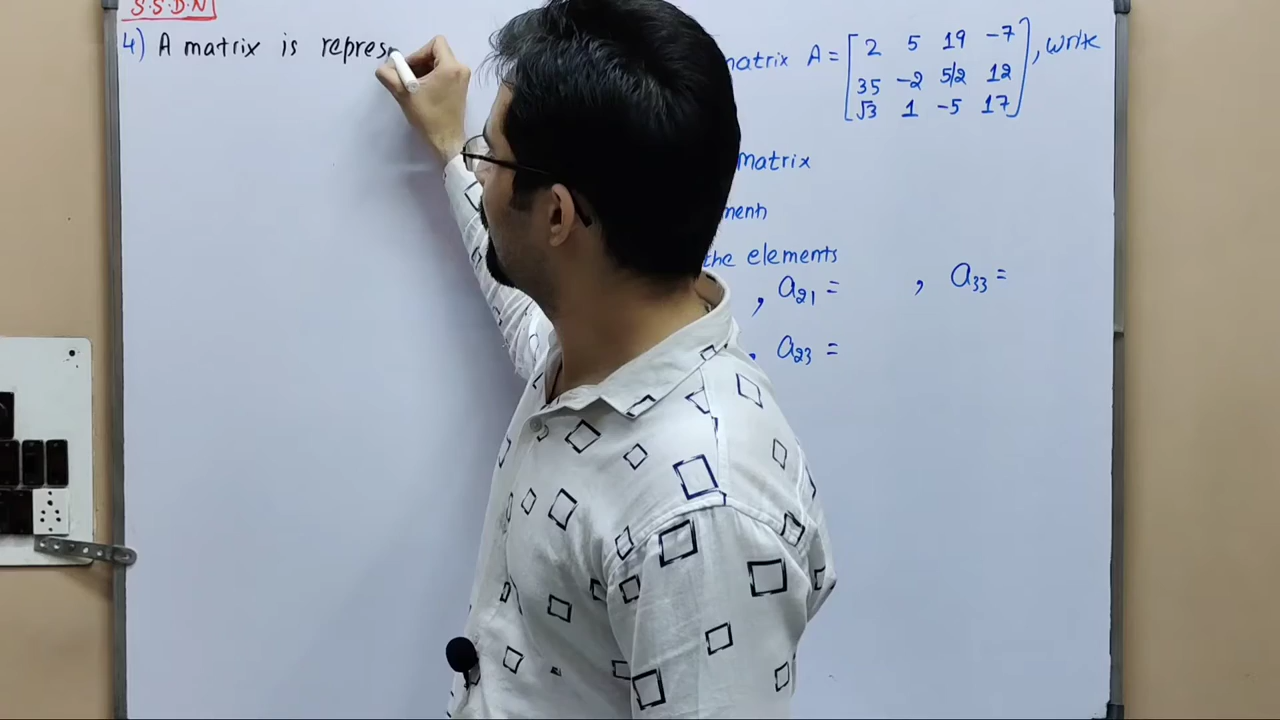 S.S.D.N
4) A matrix is repres
matrix A = [ 2 5 19 -7
35 -2 5/2 12
√3 1 -5 17 ], write
matrix
the elements
, a₂₁ = , a₃₃ =
, a₂₃ =